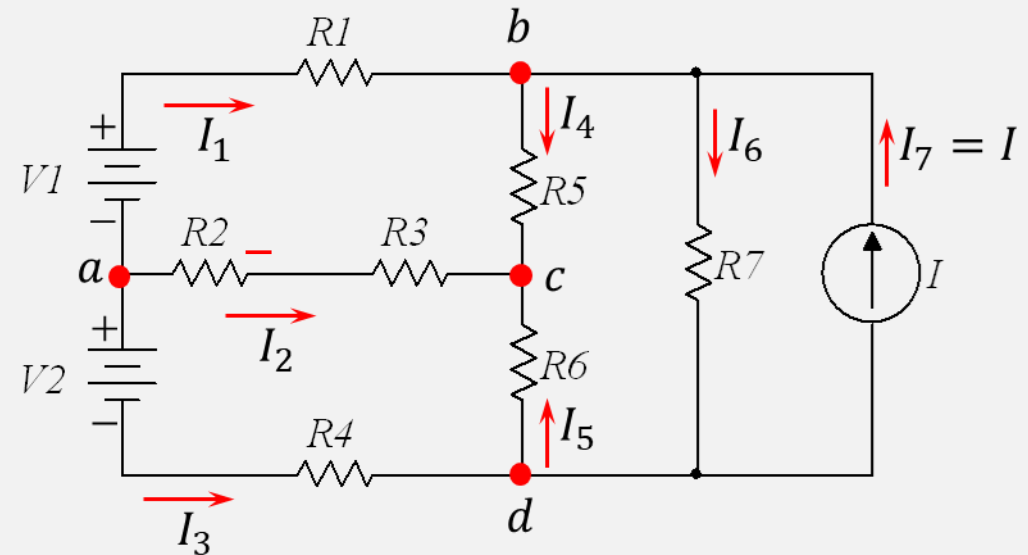 R1
b
+
I₁
I₄
I₆
I₇ = I
V1
R5
−
R2
−
R3
a
c
R7
I
+
I₂
V2
R6
−
R4
I₅
d
I₃